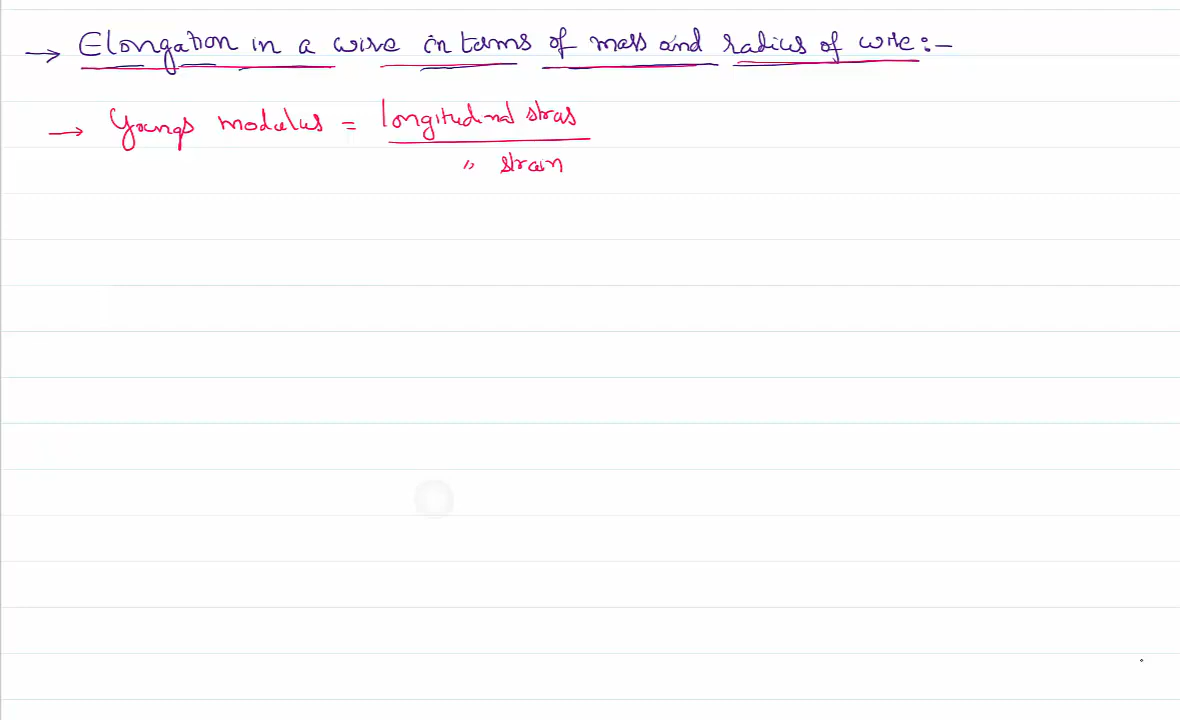 → Elongation in a wire in terms of mass and radius of wire :-
→ Youngs modulus = longitudinal stress
" strain